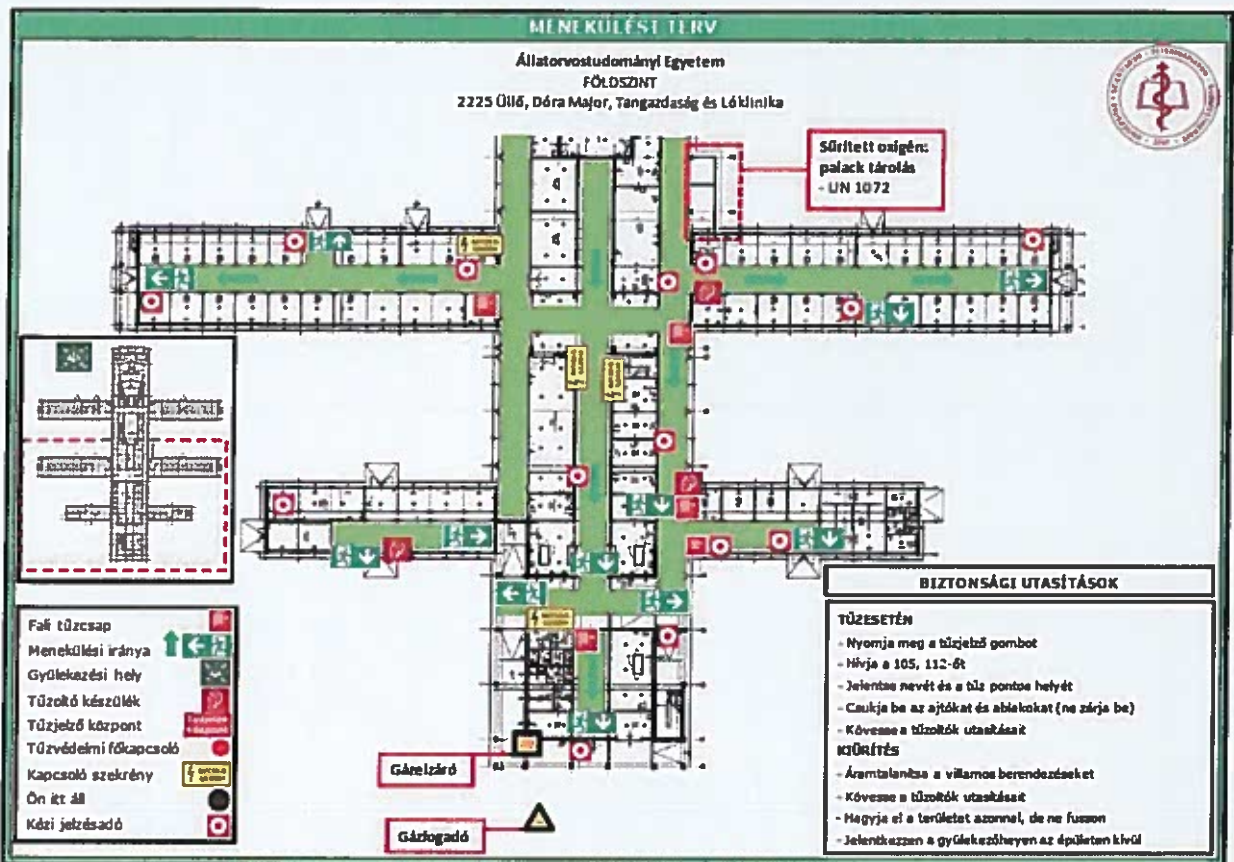 MENEKÜLÉSI TERV
Állatorvostudományi Egyetem
FÖLDSZINT
2225 Üllő, Dóra Major, Tangazdaság és Lóklinika
Sűrített oxigén:
palack tárolás
- UN 1072
Fali tűzcsap
Menekülési iránya
Gyülekezési hely
Tűzoltó készülék
Tűzjelző központ
Tűzvédelmi főkapcsoló
Kapcsoló szekrény
Ön itt áll
Kézi jelzésadó
Gázelzáró
Gázfogadó
BIZTONSÁGI UTASÍTÁSOK
TŰZESETÉN
- Nyomja meg a tűzjelző gombot
- Hívja a 105, 112-őt
- Jelentse nevét és a tűz pontos helyét
- Csukja be az ajtókat és ablakokat (ne zárja be)
- Kövesse a tűzoltók utasításait
KIÜRÍTÉS
- Áramtalanítsa a villamos berendezéseket
- Kövesse a tűzoltók utasításait
- Hagyja el a területet azonnal, de ne fusson
- Jelentkezzen a gyülekezőheyen az épületen kívül